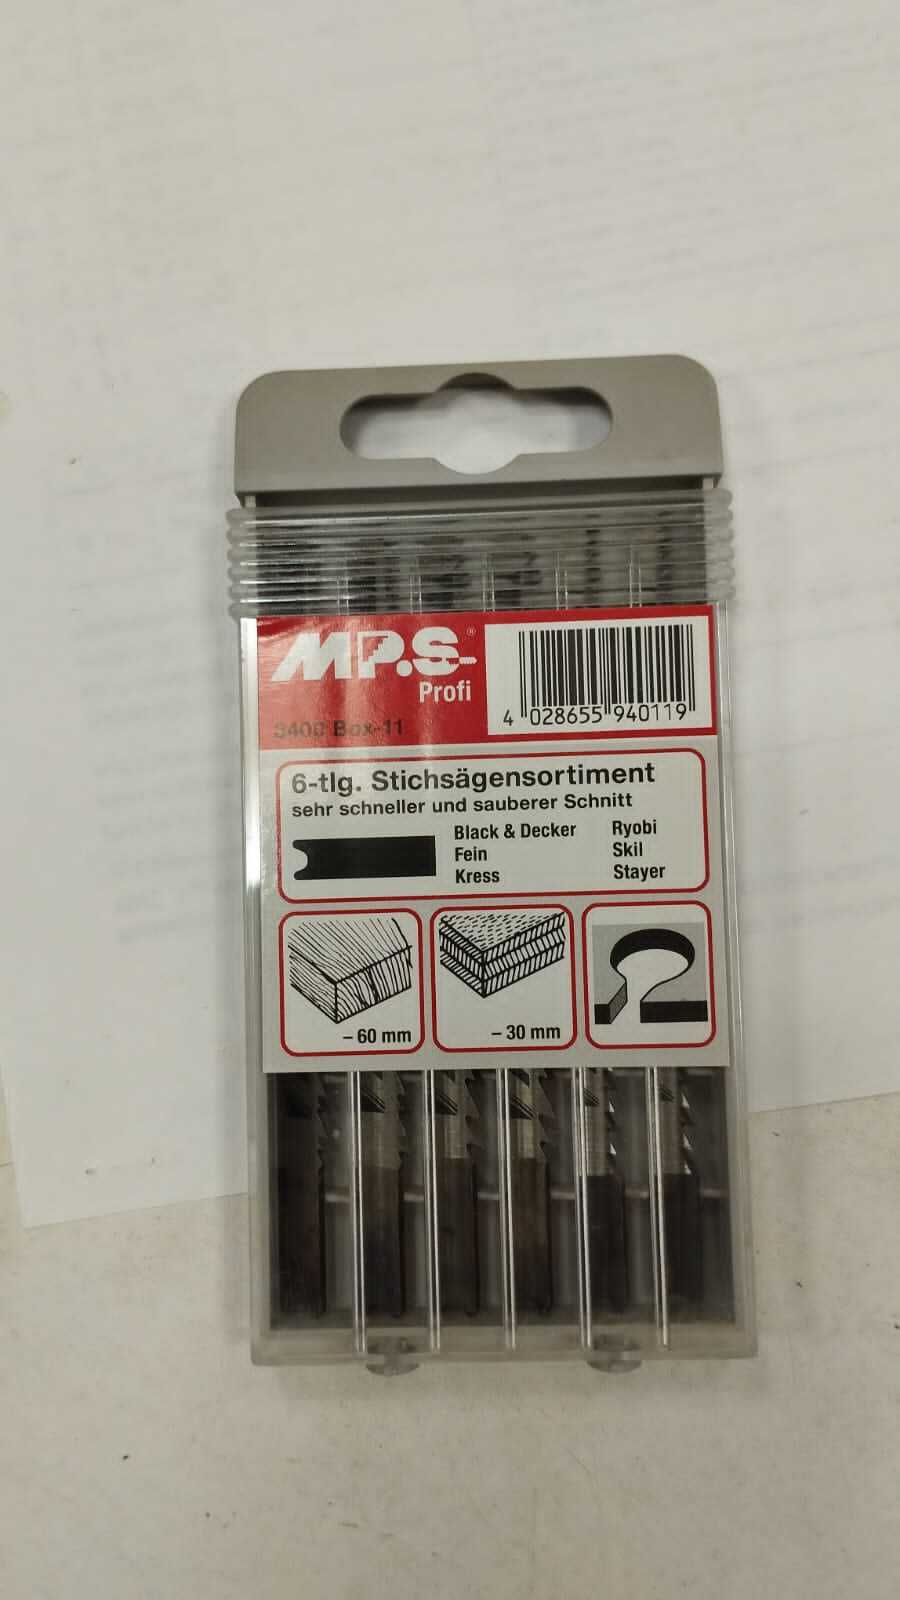 MP.S ®
Profi
3400 Box-11
4 028655 940119
6-tlg. Stichsägensortiment
sehr schneller und sauberer Schnitt
Black & Decker Ryobi
Fein Skil
Kress Stayer
– 60 mm
– 30 mm